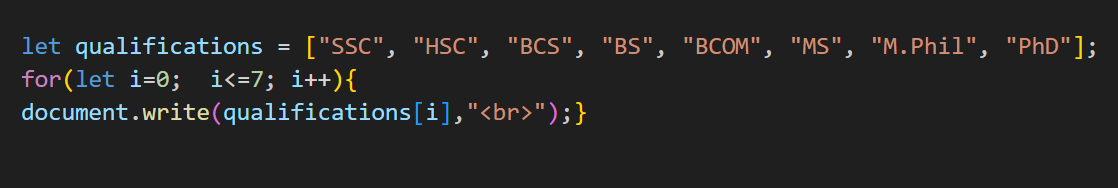 let qualifications = ["SSC", "HSC", "BCS", "BS", "BCOM", "MS", "M.Phil", "PhD"];
for(let i=0;  i<=7; i++){
document.write(qualifications[i],"<br>");}